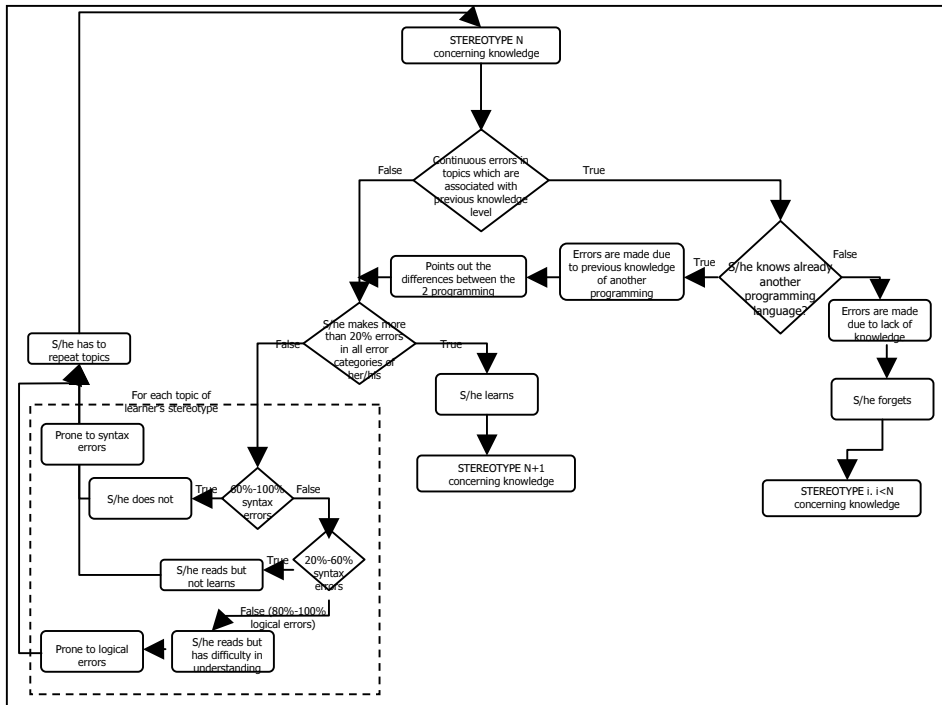 STEREOTYPE N
concerning knowledge
Continuous errors in
topics which are
associated with
previous knowledge
level
False
True
S/he knows already
another
programming
language?
True
False
Errors are made due
to previous knowledge
of another
programming
Points out the
differences between the
2 programming
Errors are made
due to lack of
knowledge
S/he makes more
than 20% errors
in all error
categories of
her/his
False
True
S/he has to
repeat topics
S/he learns
S/he forgets
For each topic of
learner's stereotype
Prone to syntax
errors
STEREOTYPE N+1
concerning knowledge
STEREOTYPE i. i<N
concerning knowledge
S/he does not
True
60%-100%
syntax
errors
False
S/he reads but
not learns
True
20%-60%
syntax
errors
False (80%-100%
logical errors)
Prone to logical
errors
S/he reads but
has difficulty in
understanding